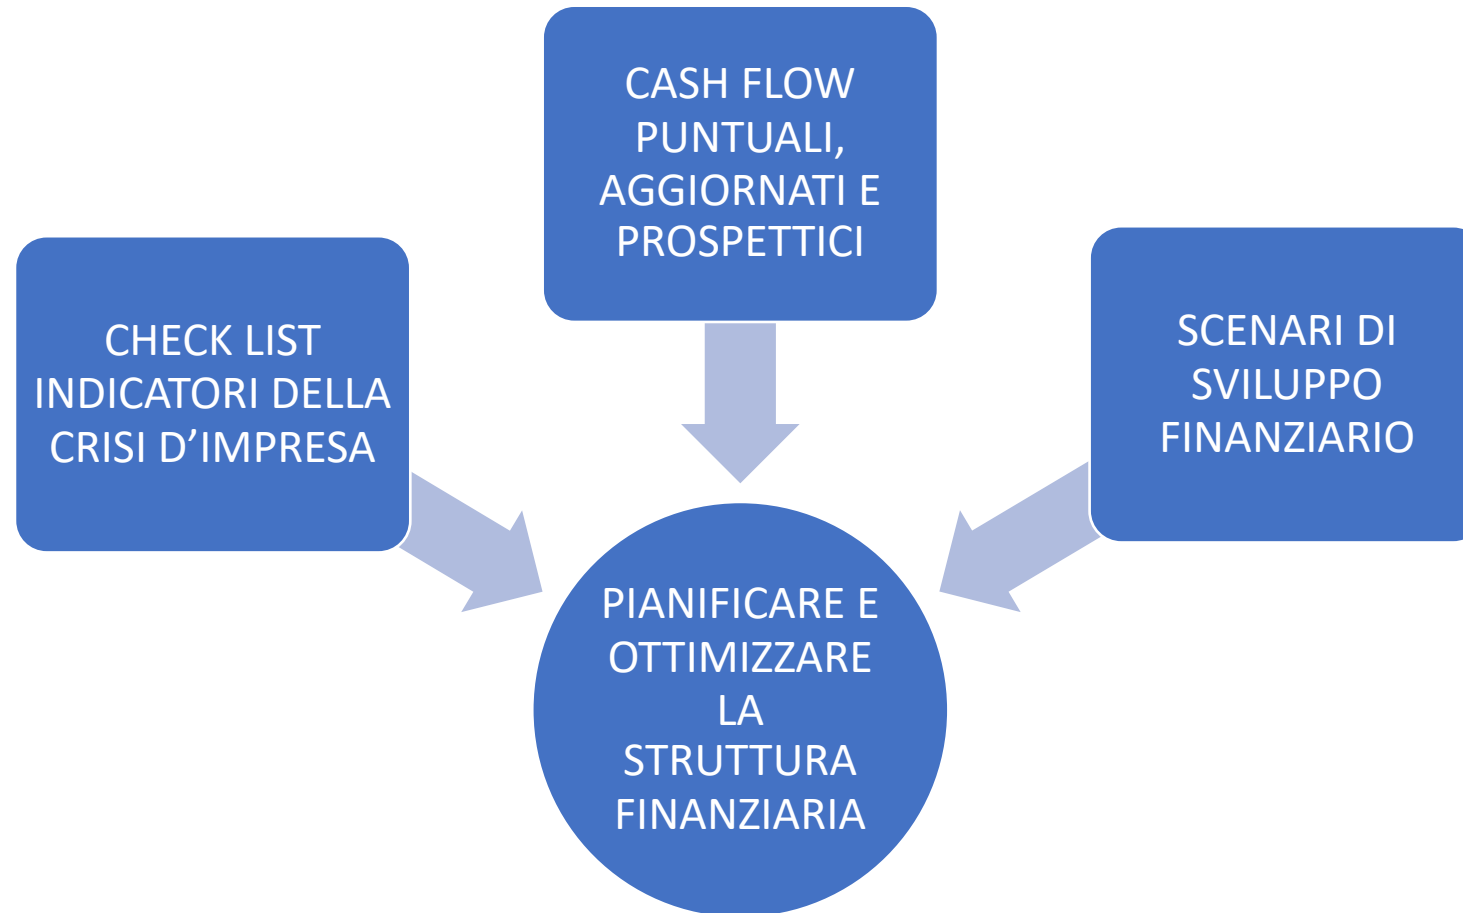 CASH FLOW
PUNTUALI,
AGGIORNATI E
PROSPETTICI
CHECK LIST
INDICATORI DELLA
CRISI D’IMPRESA
SCENARI DI
SVILUPPO
FINANZIARIO
PIANIFICARE E
OTTIMIZZARE
LA
STRUTTURA
FINANZIARIA